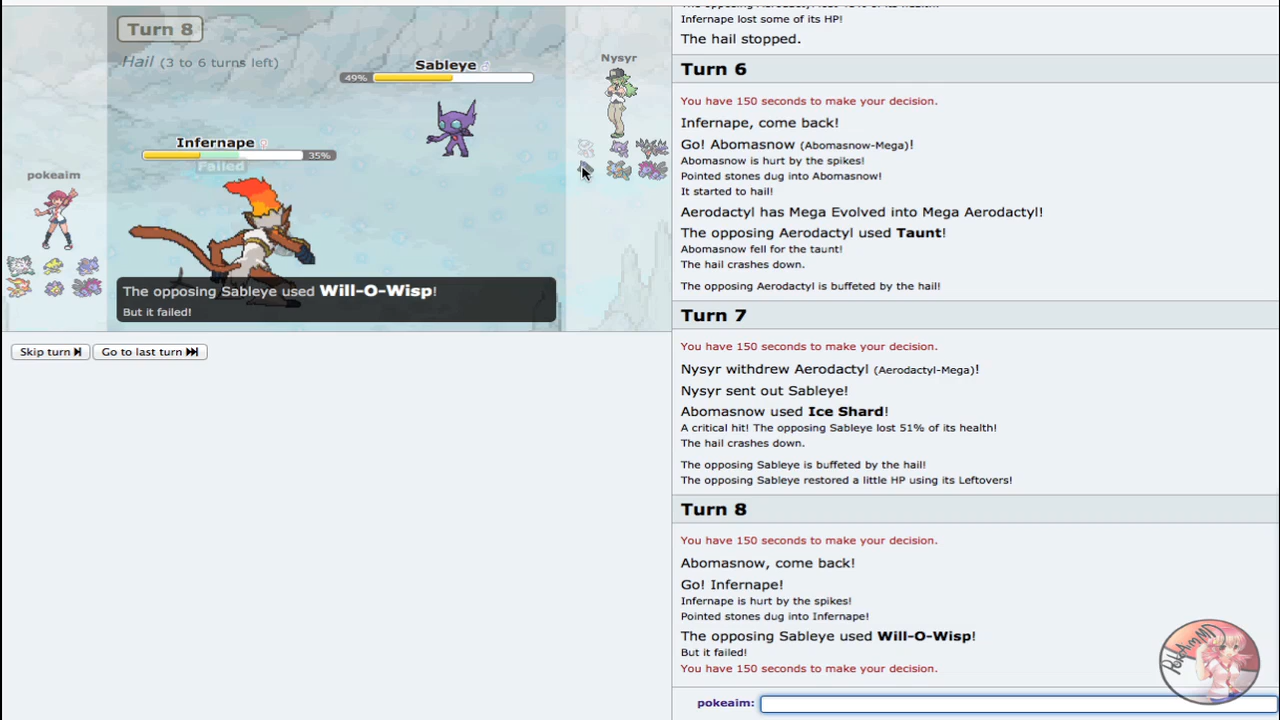 Turn 8
Hail (3 to 6 turns left)
Sableye
49%
Nysyr
Infernape
35%
Failed
pokeaim
The opposing Sableye used Will-O-Wisp!
But it failed!
Skip turn
Go to last turn
Infernape lost some of its HP!
The hail stopped.
Turn 6
You have 150 seconds to make your decision.
Infernape, come back!
Go! Abomasnow (Abomasnow-Mega)!
Abomasnow is hurt by the spikes!
Pointed stones dug into Abomasnow!
It started to hail!
Aerodactyl has Mega Evolved into Mega Aerodactyl!
The opposing Aerodactyl used Taunt!
Abomasnow fell for the taunt!
The hail crashes down.
The opposing Aerodactyl is buffeted by the hail!
Turn 7
You have 150 seconds to make your decision.
Nysyr withdrew Aerodactyl (Aerodactyl-Mega)!
Nysyr sent out Sableye!
Abomasnow used Ice Shard!
A critical hit! The opposing Sableye lost 51% of its health!
The hail crashes down.
The opposing Sableye is buffeted by the hail!
The opposing Sableye restored a little HP using its Leftovers!
Turn 8
You have 150 seconds to make your decision.
Abomasnow, come back!
Go! Infernape!
Infernape is hurt by the spikes!
Pointed stones dug into Infernape!
The opposing Sableye used Will-O-Wisp!
But it failed!
You have 150 seconds to make your decision.
pokeaim:
PokeAimMD